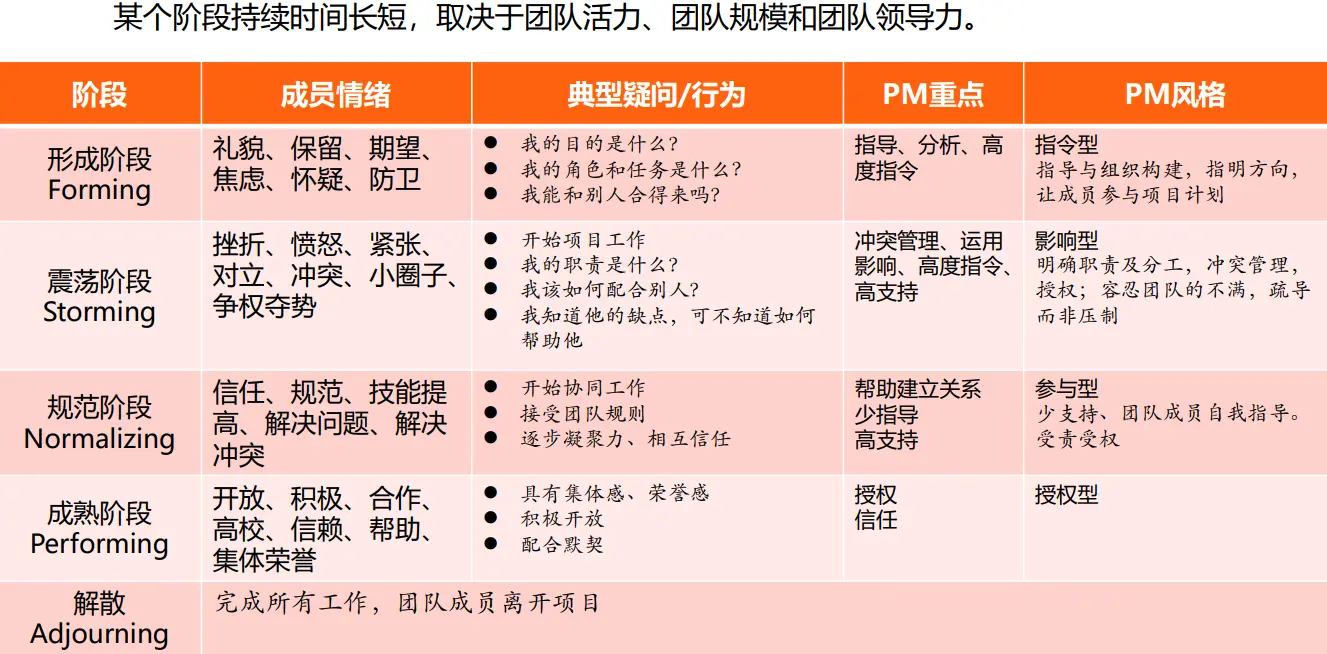 某个阶段持续时间长短，取决于团队活力、团队规模和团队领导力。
阶段
成员情绪
典型疑问/行为
PM重点
PM风格
形成阶段
Forming
礼貌、保留、期望、
焦虑、怀疑、防卫
● 我的目的是什么？
● 我的角色和任务是什么？
● 我能和别人合得来吗？
指导、分析、高
度指令
指令型
指导与组织构建，指明方向，
让成员参与项目计划
震荡阶段
Storming
挫折、愤怒、紧张、
对立、冲突、小圈子、
争权夺势
● 开始项目工作
● 我的职责是什么？
● 我该如何配合别人？
● 我知道他的缺点，可不知道如何
帮助他
冲突管理、运用
影响、高度指令、
高支持
影响型
明确职责及分工，冲突管理，
授权；容忍团队的不满，疏导
而非压制
规范阶段
Normalizing
信任、规范、技能提
高、解决问题、解决
冲突
● 开始协同工作
● 接受团队规则
● 逐步凝聚力、相互信任
帮助建立关系
少指导
高支持
参与型
少支持、团队成员自我指导。
受责受权
成熟阶段
Performing
开放、积极、合作、
高校、信赖、帮助、
集体荣誉
● 具有集体感、荣誉感
● 积极开放
● 配合默契
授权
信任
授权型
解散
Adjourning
完成所有工作，团队成员离开项目